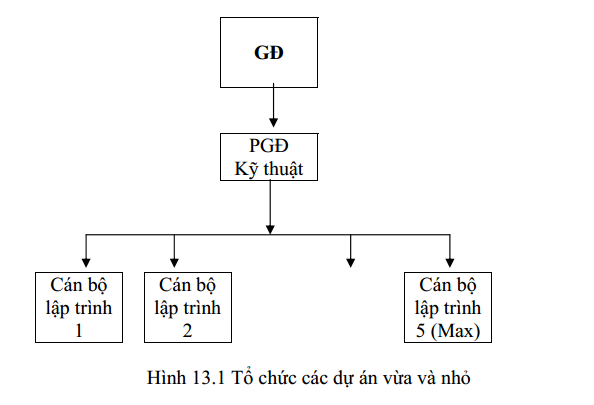 GĐ
PGĐ
Kỹ thuật
Cán bộ
lập trình
1
Cán bộ
lập trình
2
Cán bộ
lập trình
5 (Max)
Hình 13.1 Tổ chức các dự án vừa và nhỏ